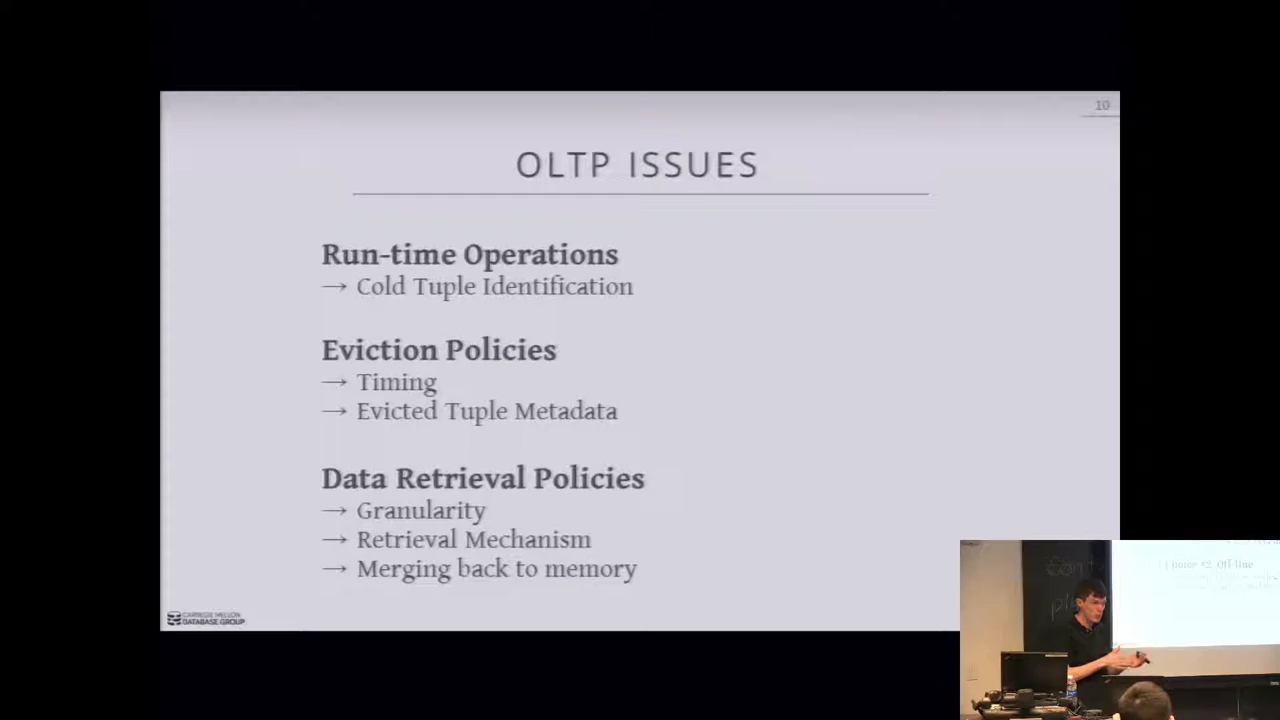 10
OLTP ISSUES
Run-time Operations
→ Cold Tuple Identification
Eviction Policies
→ Timing
→ Evicted Tuple Metadata
Data Retrieval Policies
→ Granularity
→ Retrieval Mechanism
→ Merging back to memory
CARNEGIE MELLON
DATABASE GROUP